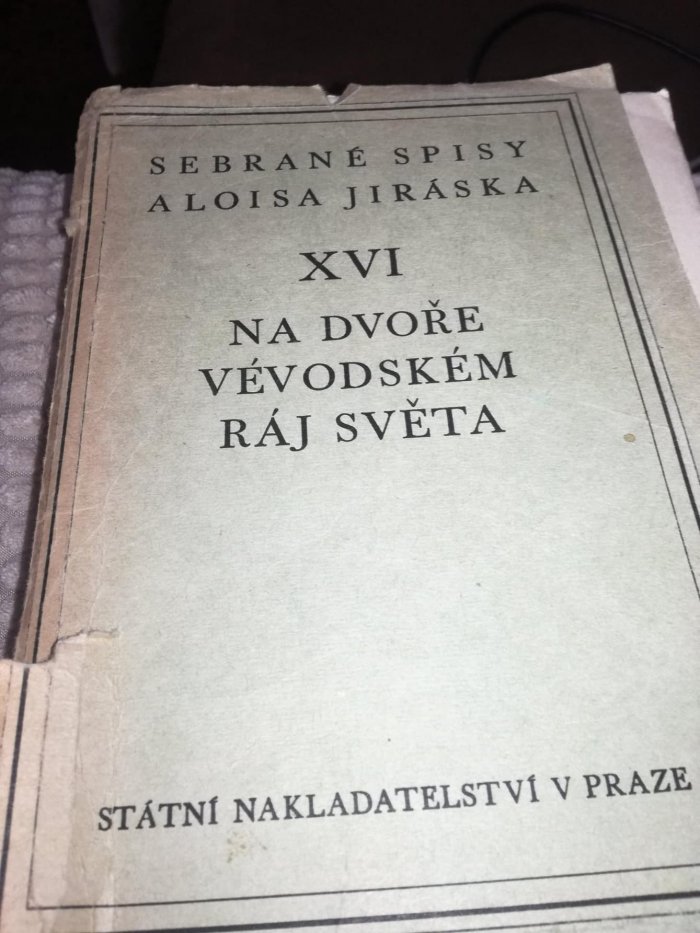 SEBRANÉ SPISY
ALOISA JIRÁSKA
XVI
NA DVOŘE
VÉVODSKÉM
RÁJ SVĚTA
STÁTNÍ NAKLADATELSTVÍ V PRAZE